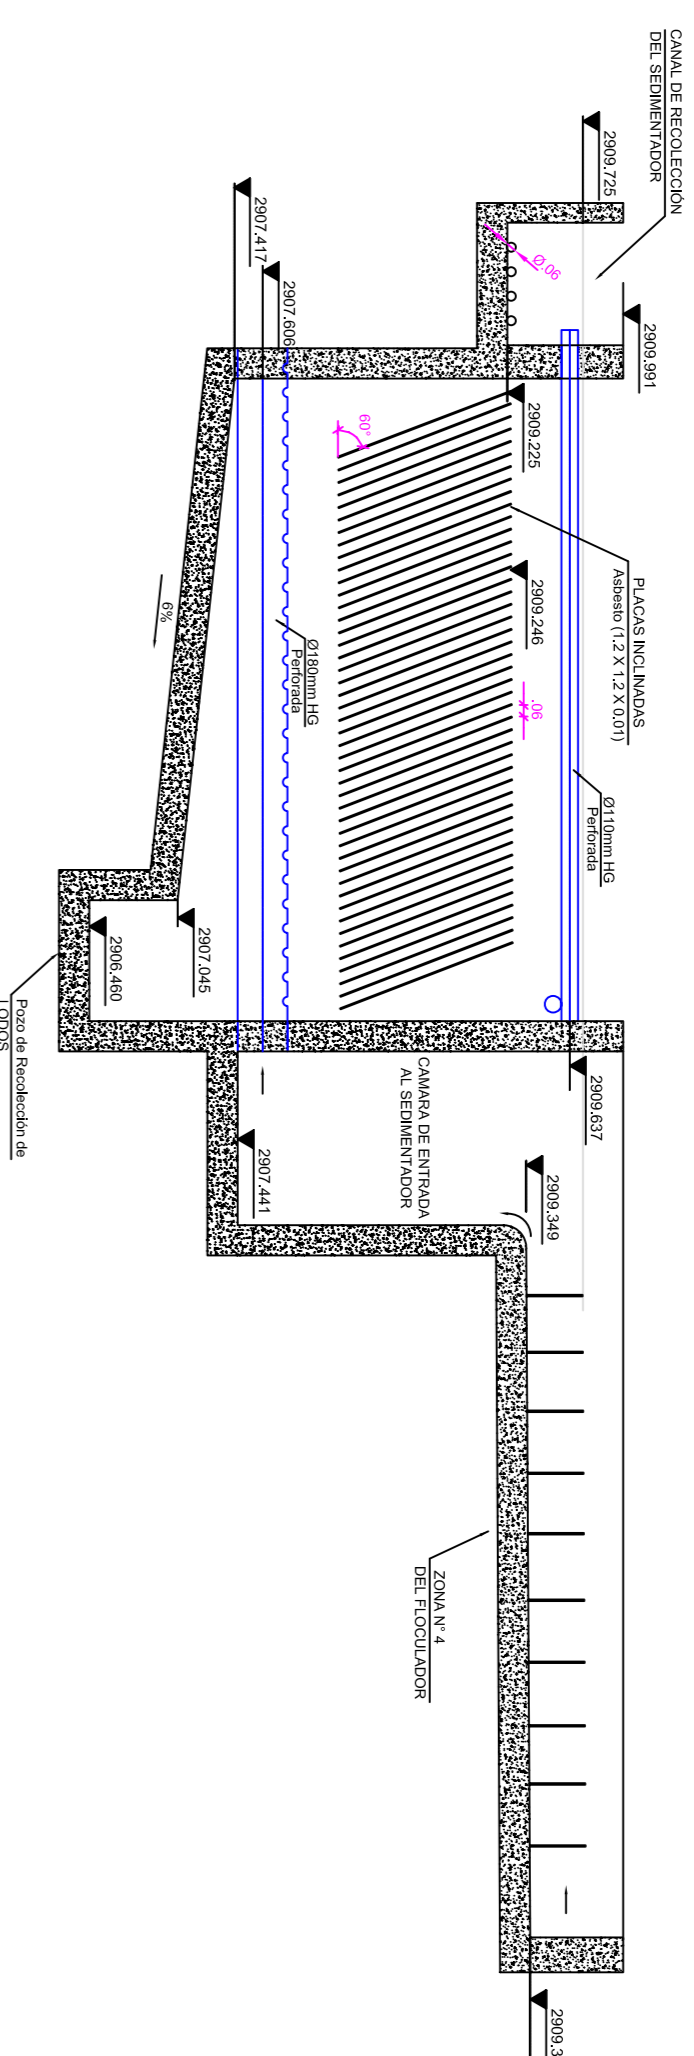 CANAL DE RECOLECCIÓN
DEL SEDIMENTADOR
2909.725
2909.991
Ø.06
2907.417
2907.606
2909.225
60°
PLACAS INCLINADAS
Asbesto (1.2 X 1.2 X 0.01)
2909.246
.06
Ø180mm HG
Perforada
Ø110mm HG
Perforada
6%
2907.045
2906.460
Pozo de Recolección de
LODOS
2909.637
CAMARA DE ENTRADA
AL SEDIMENTADOR
2907.441
2909.349
ZONA N° 4
DEL FLOCULADOR
2909.3